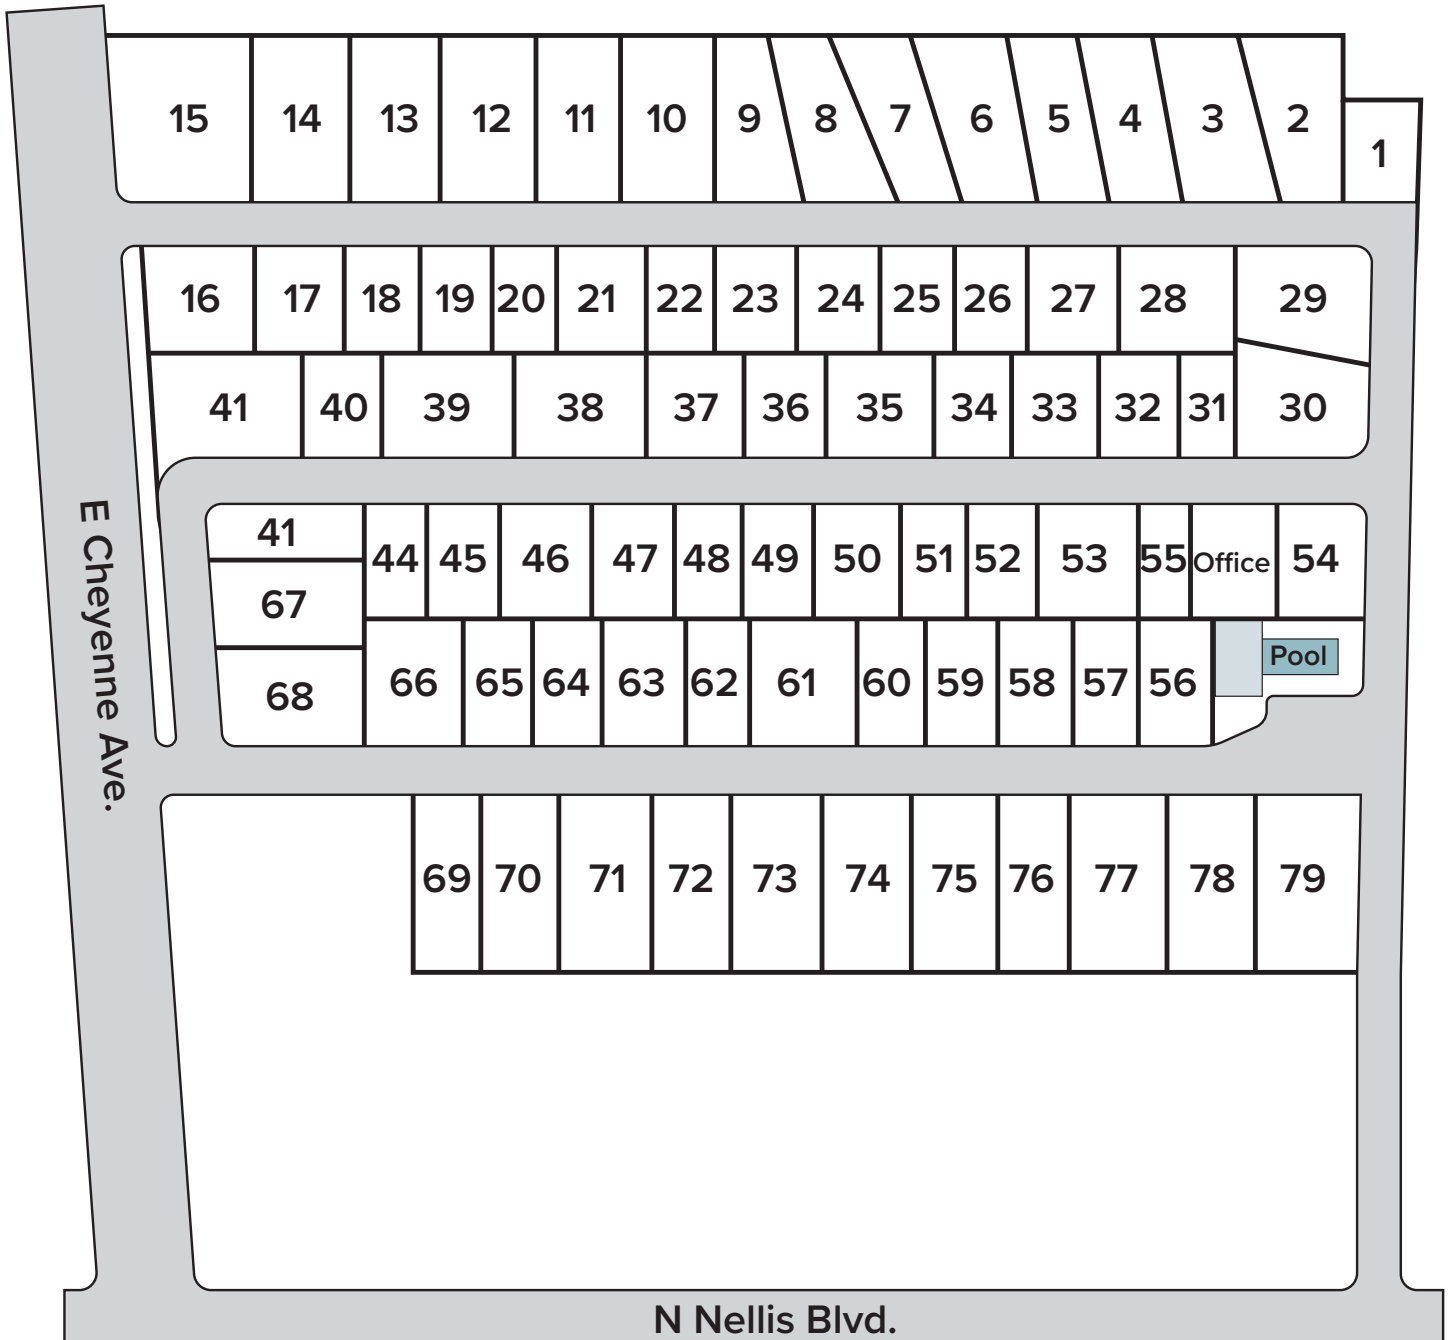 15 14 13 12 11 10 9 8 7 6 5 4 3 2
1
16 17 18 19 20 21 22 23 24 25 26 27 28 29
41 40 39 38 37 36 35 34 33 32 31 30
41
44 45 46 47 48 49 50 51 52 53 55 Office 54
67
66 65 64 63 62 61 60 59 58 57 56 Pool
68
E Cheyenne Ave.
69 70 71 72 73 74 75 76 77 78 79
N Nellis Blvd.